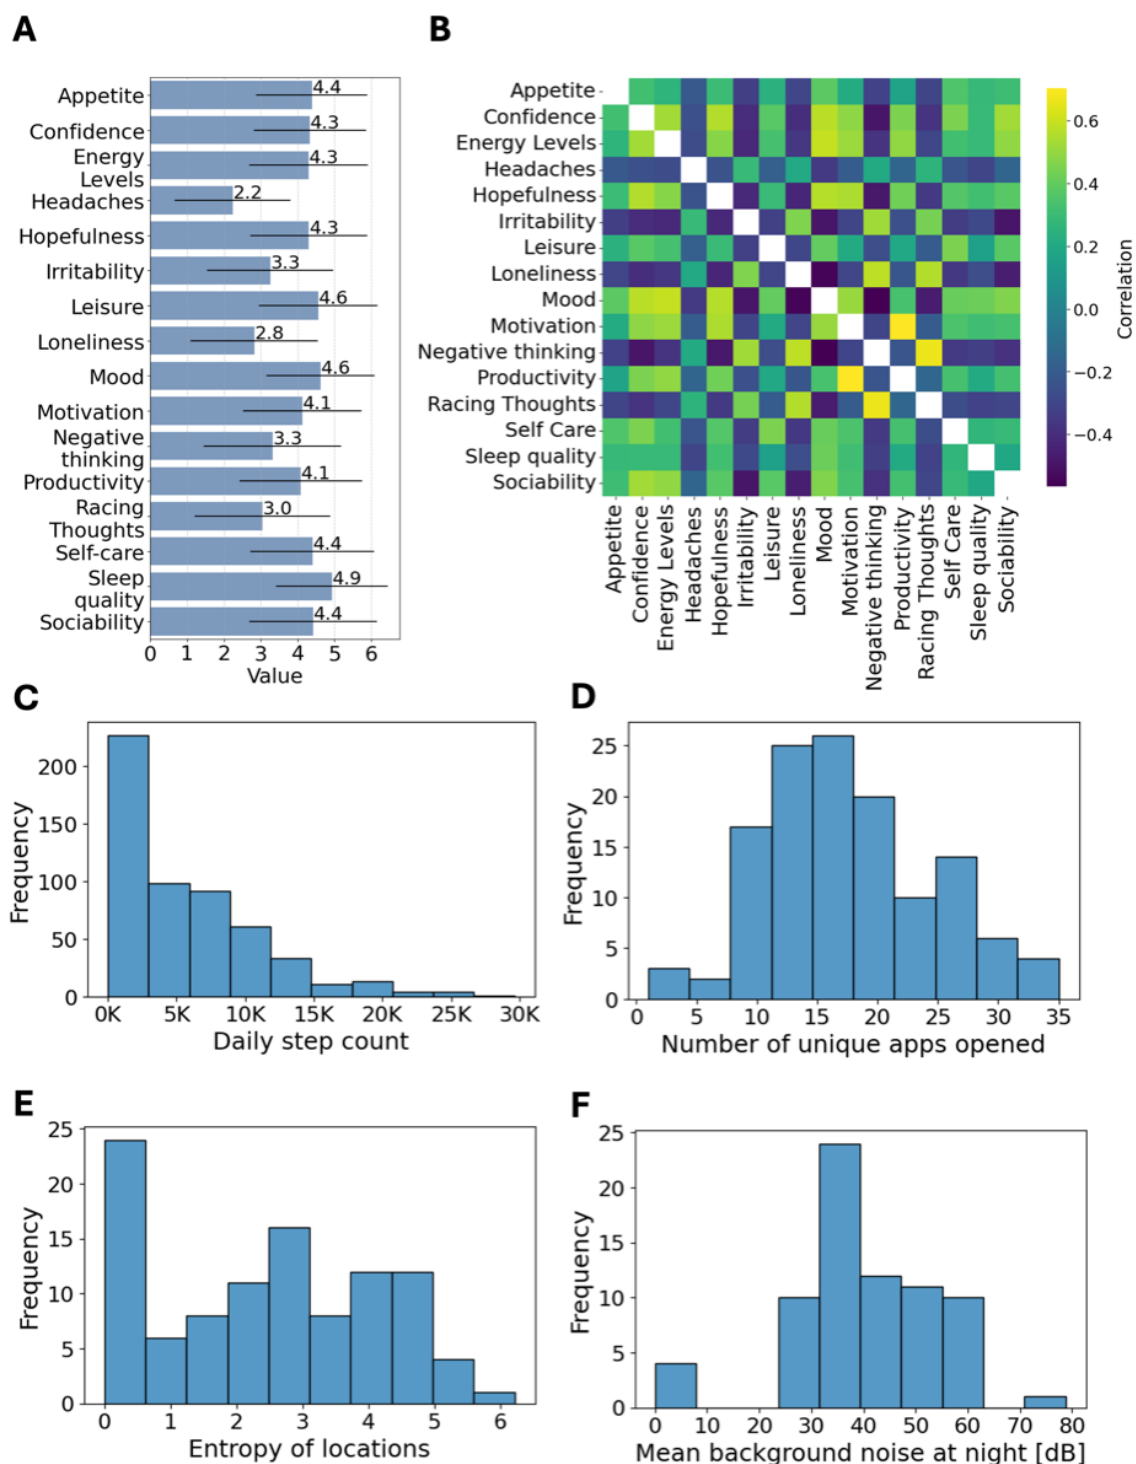 A
Appetite
4.4
Confidence
4.3
Energy
Levels
4.3
Headaches
2.2
Hopefulness
4.3
Irritability
3.3
Leisure
4.6
Loneliness
2.8
Mood
4.6
Motivation
4.1
Negative
thinking
3.3
Productivity
4.1
Racing
Thoughts
3.0
Self-care
4.4
Sleep
quality
4.9
Sociability
4.4
0 1 2 3 4 5 6
Value
B
Appetite
Confidence
Energy Levels
Headaches
Hopefulness
Irritability
Leisure
Loneliness
Mood
Motivation
Negative thinking
Productivity
Racing Thoughts
Self Care
Sleep quality
Sociability
Appetite
Confidence
Energy Levels
Headaches
Hopefulness
Irritability
Leisure
Loneliness
Mood
Motivation
Negative thinking
Productivity
Racing Thoughts
Self Care
Sleep quality
Sociability
0.6
0.4
0.2
0.0
−0.2
−0.4
Correlation
C
Frequency
200
150
100
50
0
0K 5K 10K 15K 20K 25K 30K
Daily step count
D
Frequency
25
20
15
10
5
0
0 5 10 15 20 25 30 35
Number of unique apps opened
E
Frequency
25
20
15
10
5
0
0 1 2 3 4 5 6
Entropy of locations
F
Frequency
25
20
15
10
5
0
0 10 20 30 40 50 60 70 80
Mean background noise at night [dB]